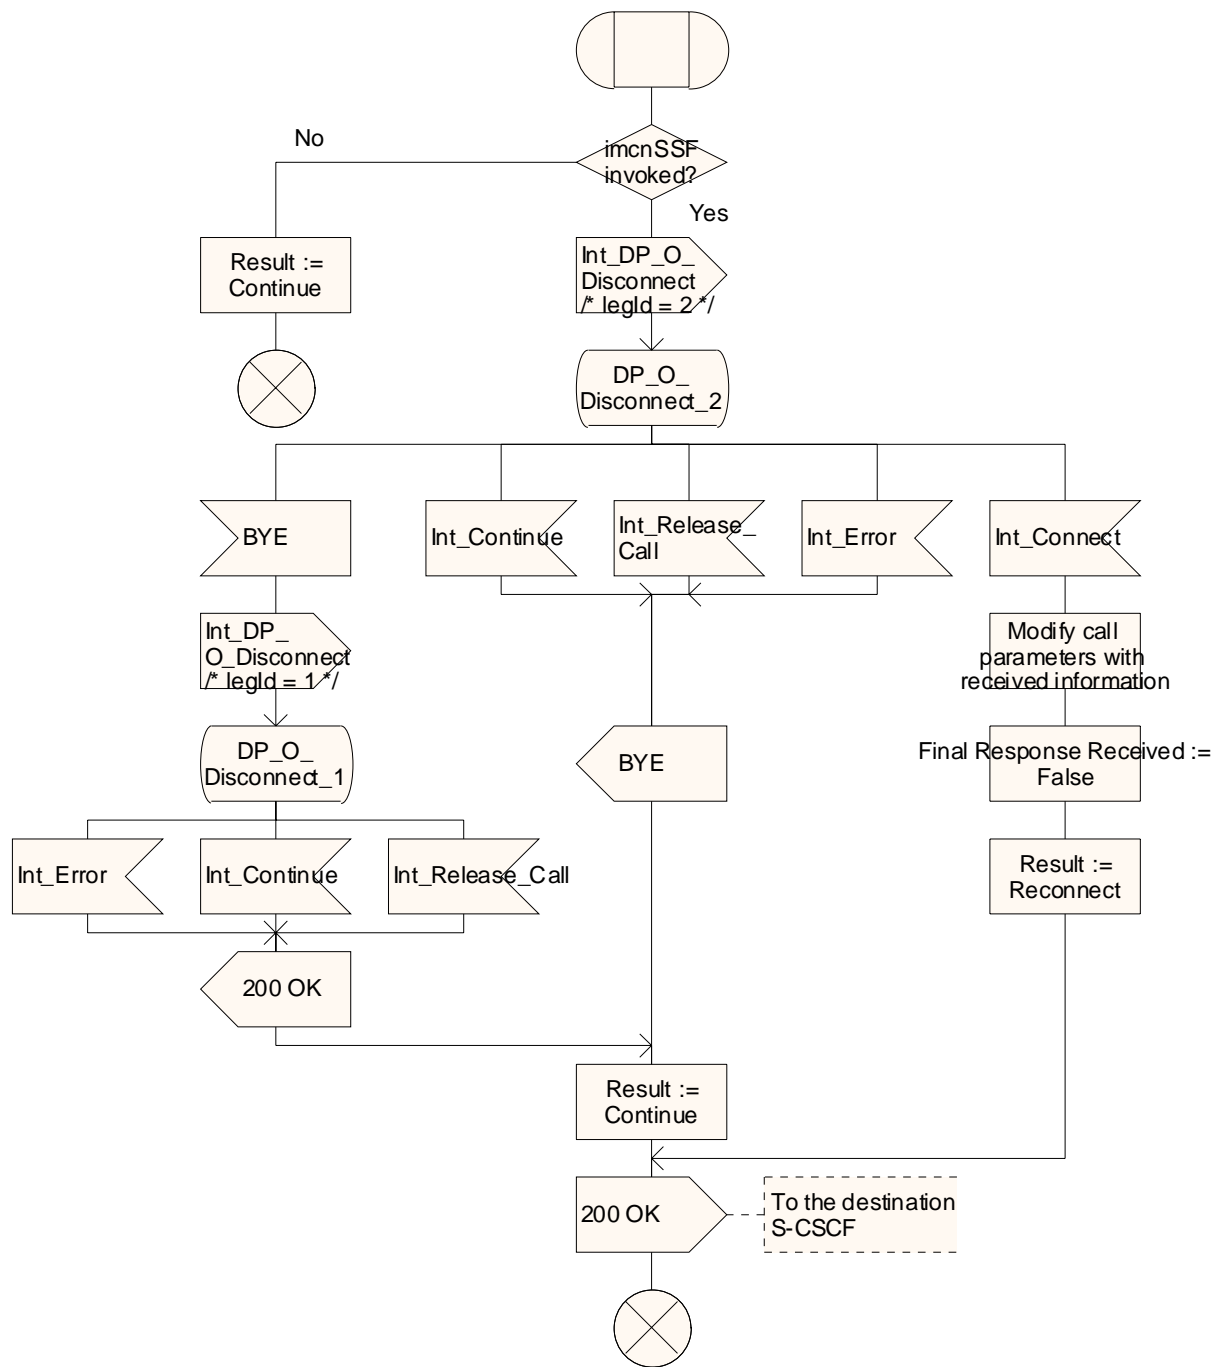 No
imcnSSF
invoked?
Yes
Result :=
Continue
Int_DP_O_
Disconnect
/* legId = 2 */
DP_O_
Disconnect_2
BYE
Int_Continue
Int_Release_
Call
Int_Error
Int_Connect
Int_DP_
O_Disconnect
/* legId = 1 */
Modify call
parameters with
received information
DP_O_
Disconnect_1
BYE
Final Response Received :=
False
Int_Error
Int_Continue
Int_Release_Call
Result :=
Reconnect
200 OK
Result :=
Continue
200 OK
To the destination
S-CSCF